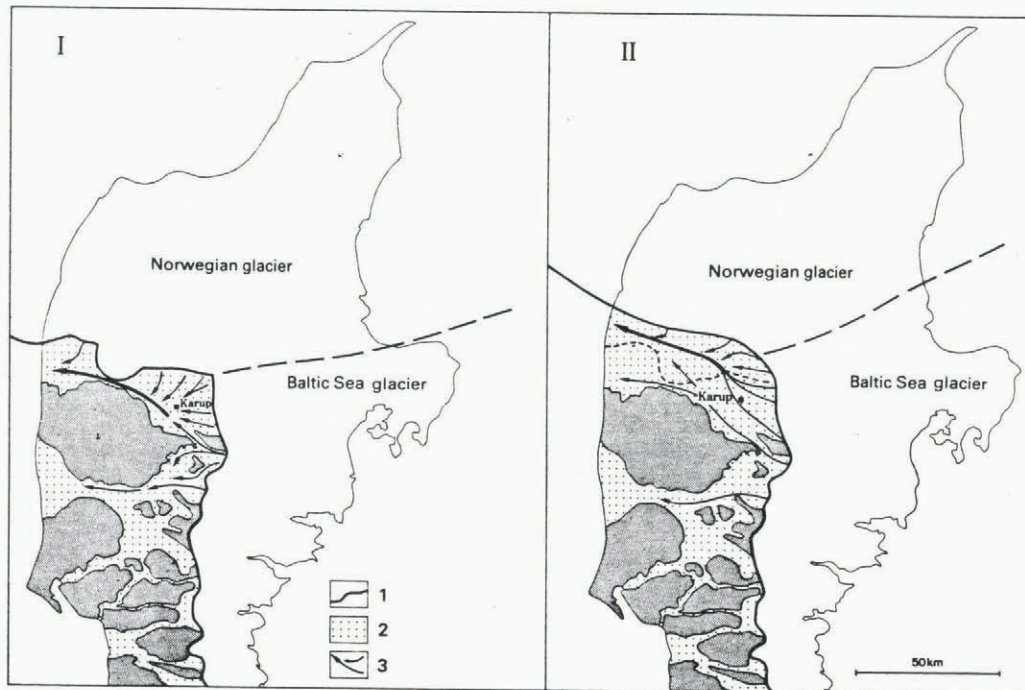 I
Norwegian glacier
Baltic Sea glacier
Karup
1
2
3
II
Norwegian glacier
Baltic Sea glacier
Karup
50km